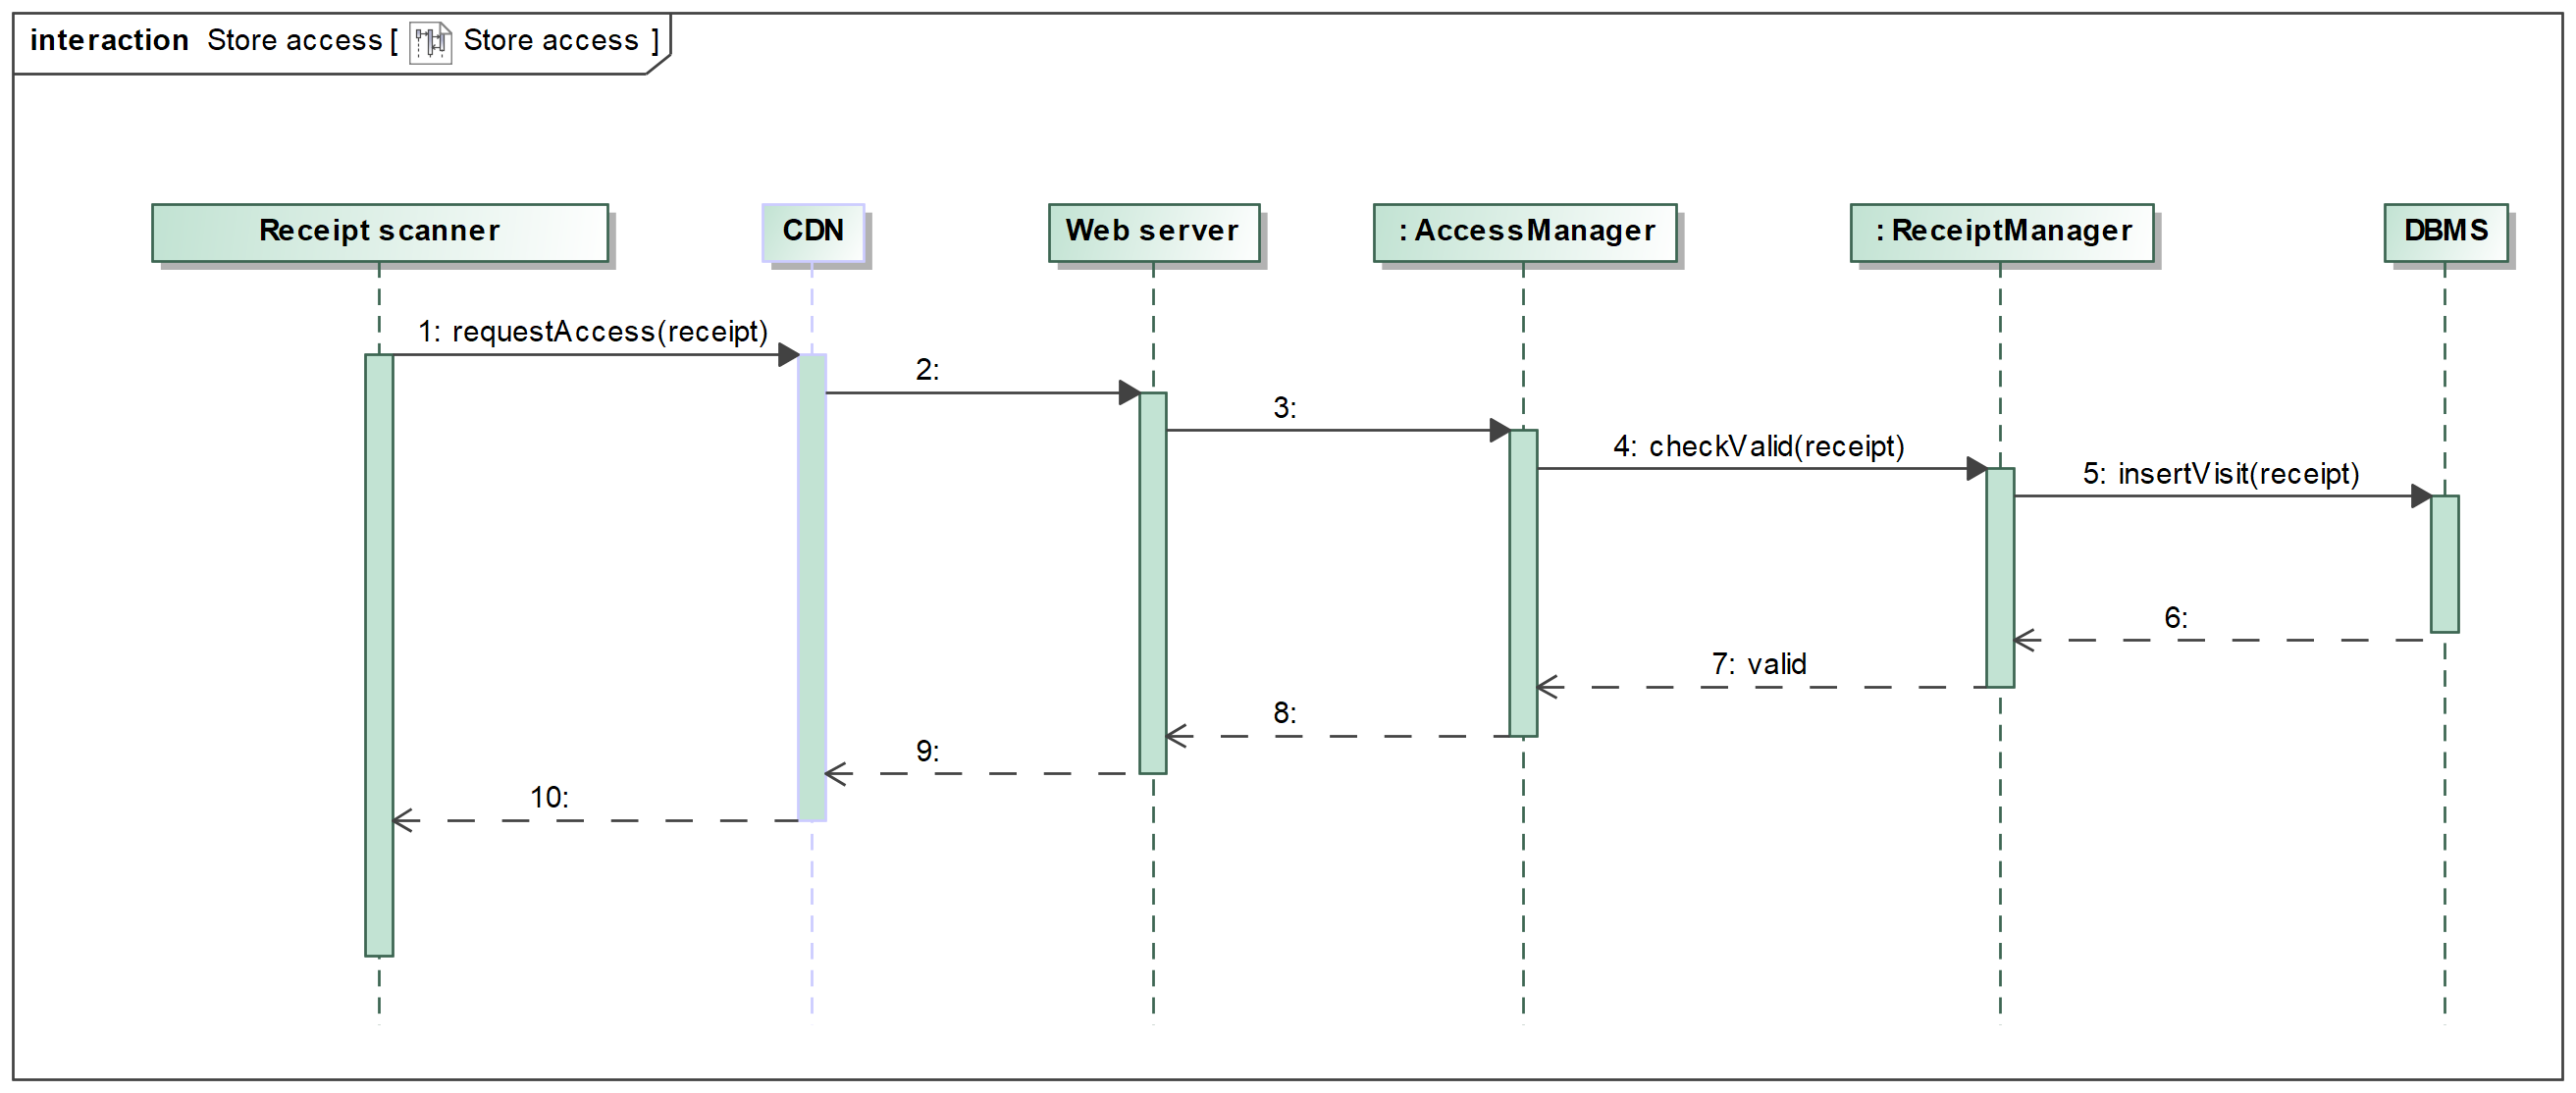 interaction Store access [ Store access ]
Receipt scanner
CDN
Web server
: AccessManager
: ReceiptManager
DBMS
1: requestAccess(receipt)
2:
3:
4: checkValid(receipt)
5: insertVisit(receipt)
6:
7: valid
8:
9:
10: